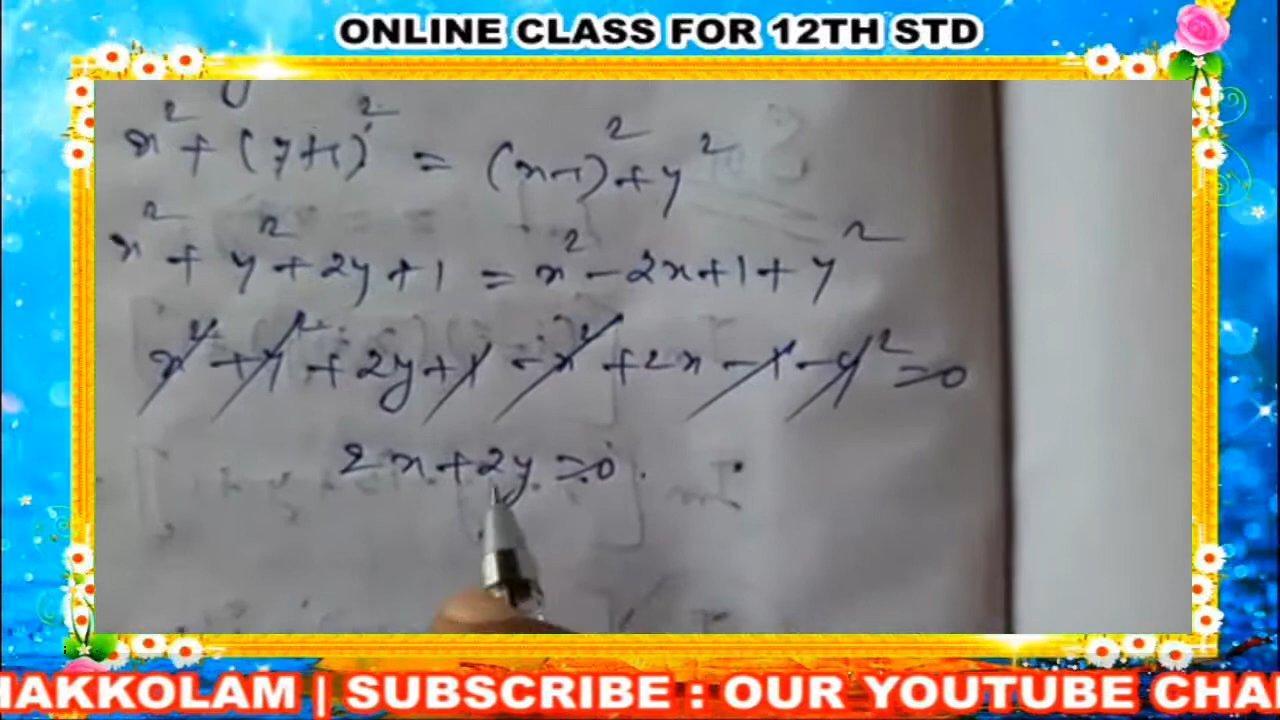 ONLINE CLASS FOR 12TH STD
x² + (y+1)² = (x-1)² + y²
x² + y² + 2y + 1 = x² - 2x + 1 + y²
x² + y² + 2y + 1 - x² + 2x - 1 - y² = 0
2x + 2y = 0.
HAKKOLAM | SUBSCRIBE : OUR YOUTUBE CHA